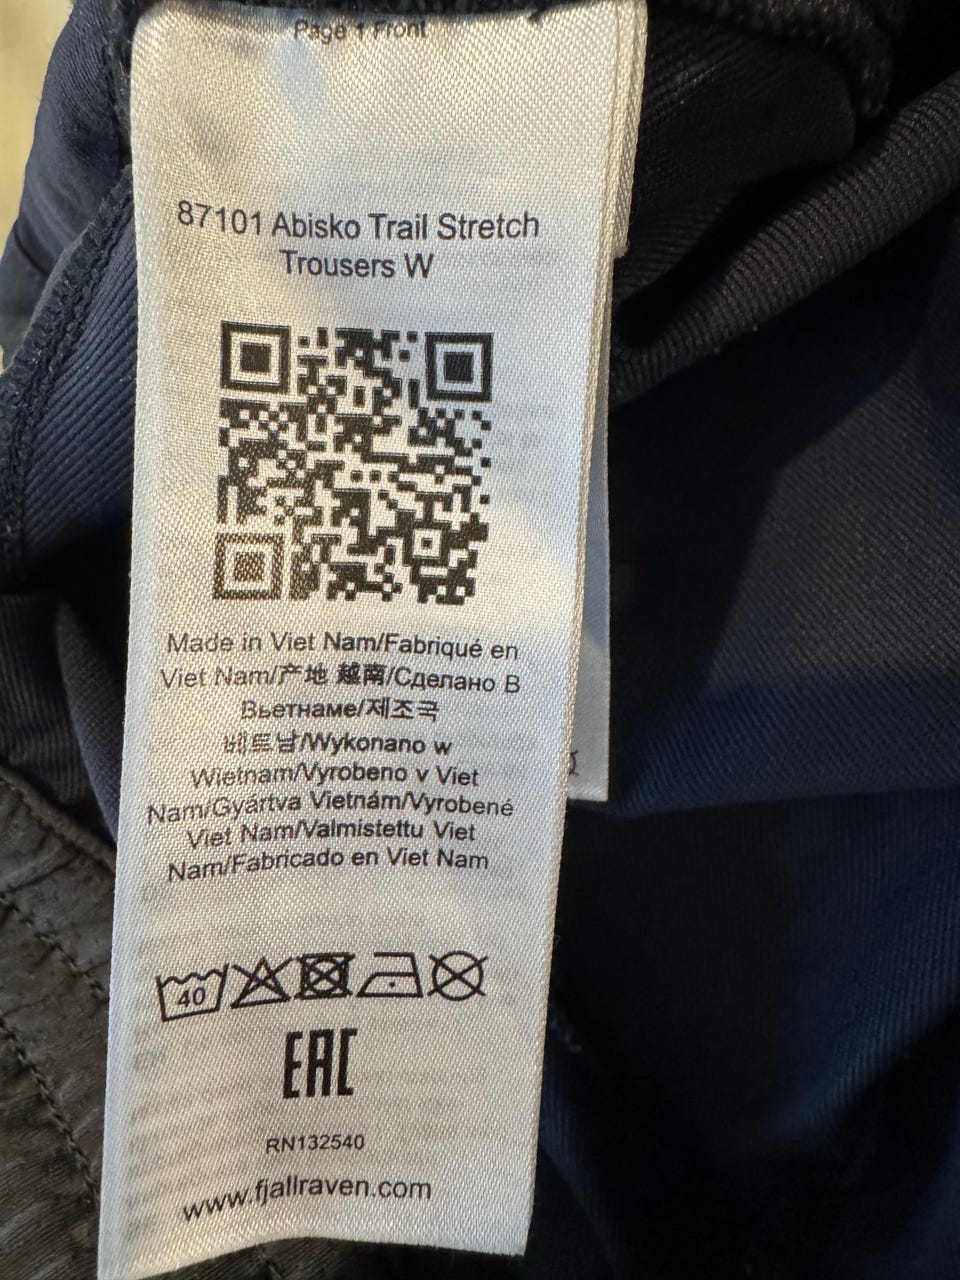 Page 1 Front
87101 Abisko Trail Stretch
Trousers W
Made in Viet Nam/Fabriqué en
Viet Nam/产地 越南/Сделано В
Вьетнаме/제조국
베트남/Wykonano w
Wietnam/Vyrobeno v Viet
Nam/Gyártva Vietnám/Vyrobené
Viet Nam/Valmistettu Viet
Nam/Fabricado en Viet Nam
40
EAC
RN132540
www.fjallraven.com